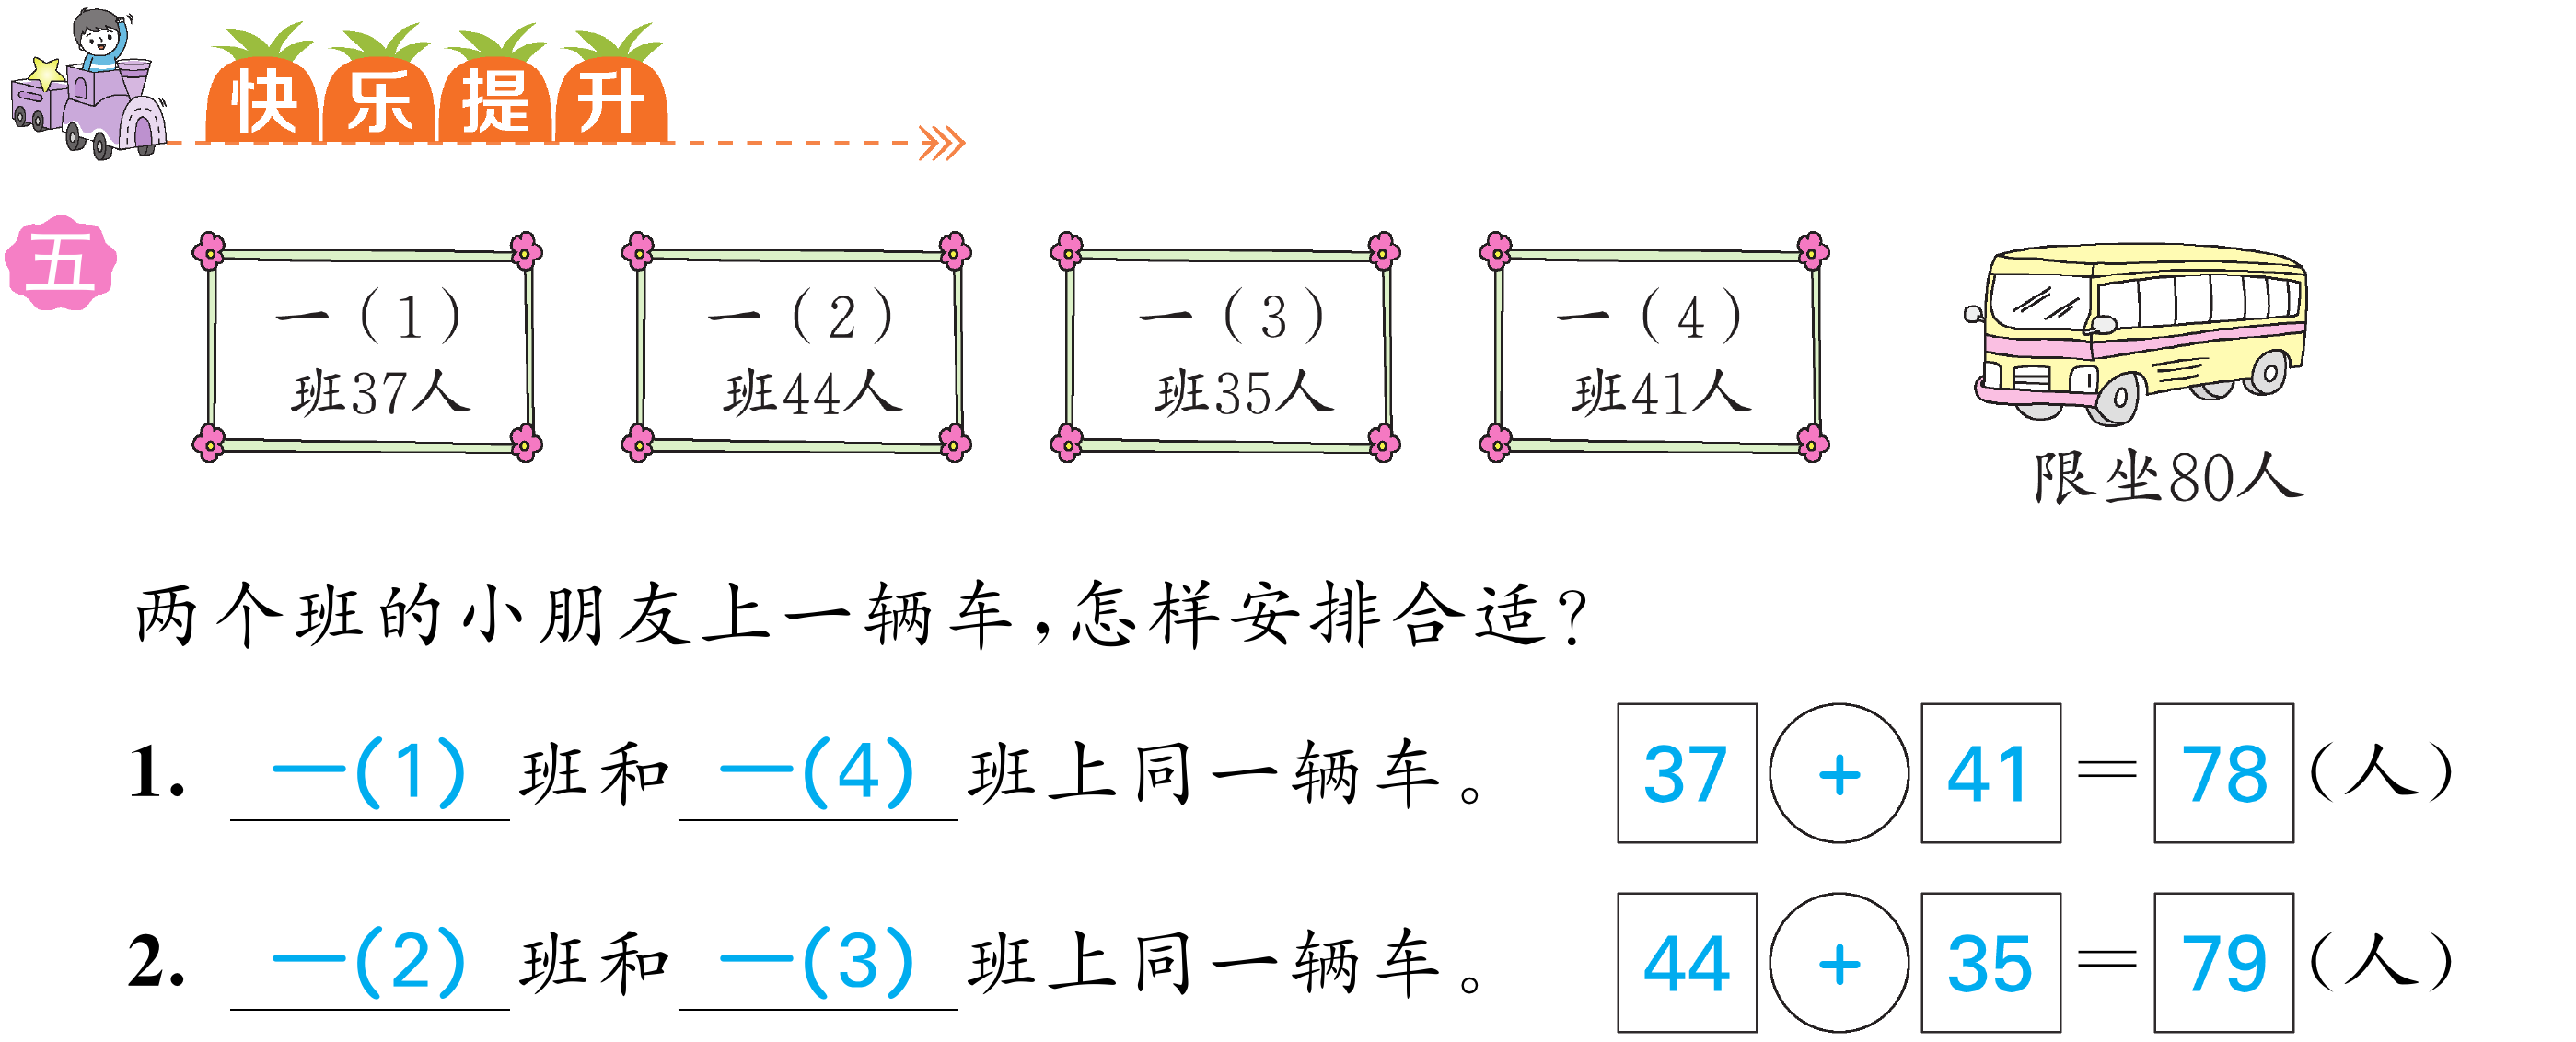 快乐提升
五
一（1）
班37人
一（2）
班44人
一（3）
班35人
一（4）
班41人
限坐80人
两个班的小朋友上一辆车，怎样安排合适？
1. 一(1) 班和 一(4) 班上同一辆车。 37 + 41 = 78 （人）
2. 一(2) 班和 一(3) 班上同一辆车。 44 + 35 = 79 （人）